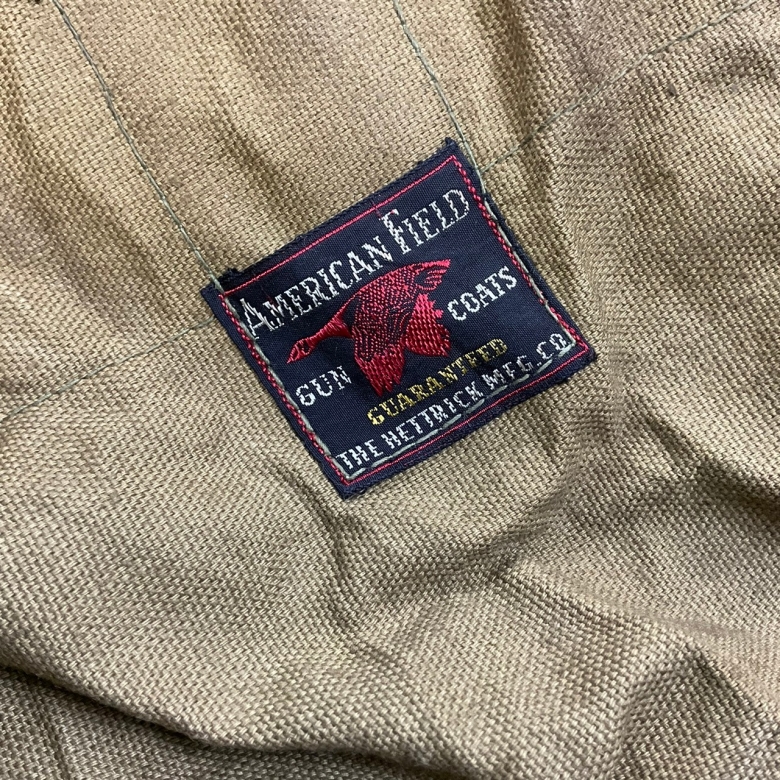 AMERICAN FIELD
GUN COATS
GUARANTEED
THE HETTRICK MFG. CO